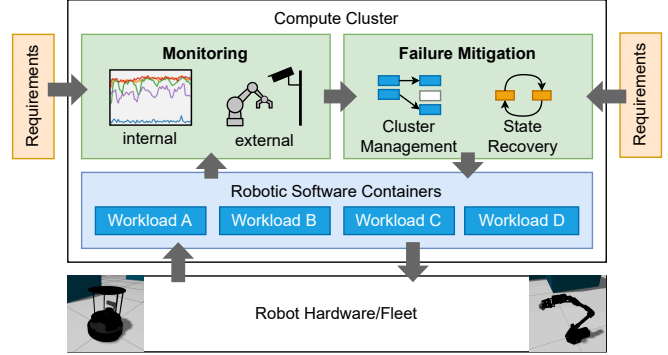 Compute Cluster
Requirements
Monitoring
internal
external
Failure Mitigation
Cluster
Management
State
Recovery
Requirements
Robotic Software Containers
Workload A
Workload B
Workload C
Workload D
Robot Hardware/Fleet